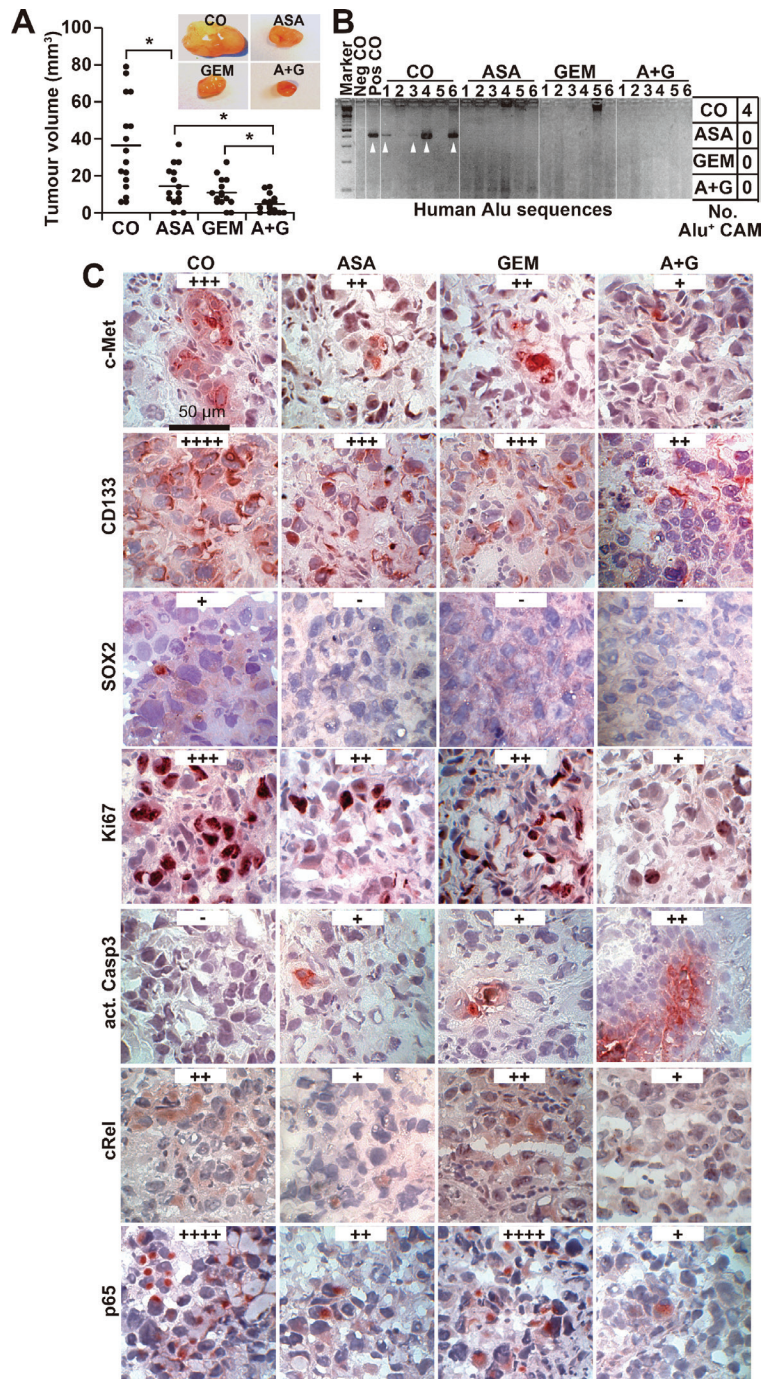 A
Tumour volume (mm³)
100
80
60
40
20
0
CO ASA GEM A+G
* * *
CO ASA
GEM A+G
B
Marker
Neg CO
Pos CO
CO ASA GEM A+G
1 2 3 4 5 6 1 2 3 4 5 6 1 2 3 4 5 6 1 2 3 4 5 6
Human Alu sequences
CO 4
ASA 0
GEM 0
A+G 0
No.
Alu⁺ CAM
C
CO ASA GEM A+G
c-Met
+++ ++ ++ +
50 µm
CD133
++++ +++ +++ ++
SOX2
+ - - -
Ki67
+++ ++ ++ +
act. Casp3
- + + ++
cRel
++ + ++ +
p65
++++ ++ ++++ +